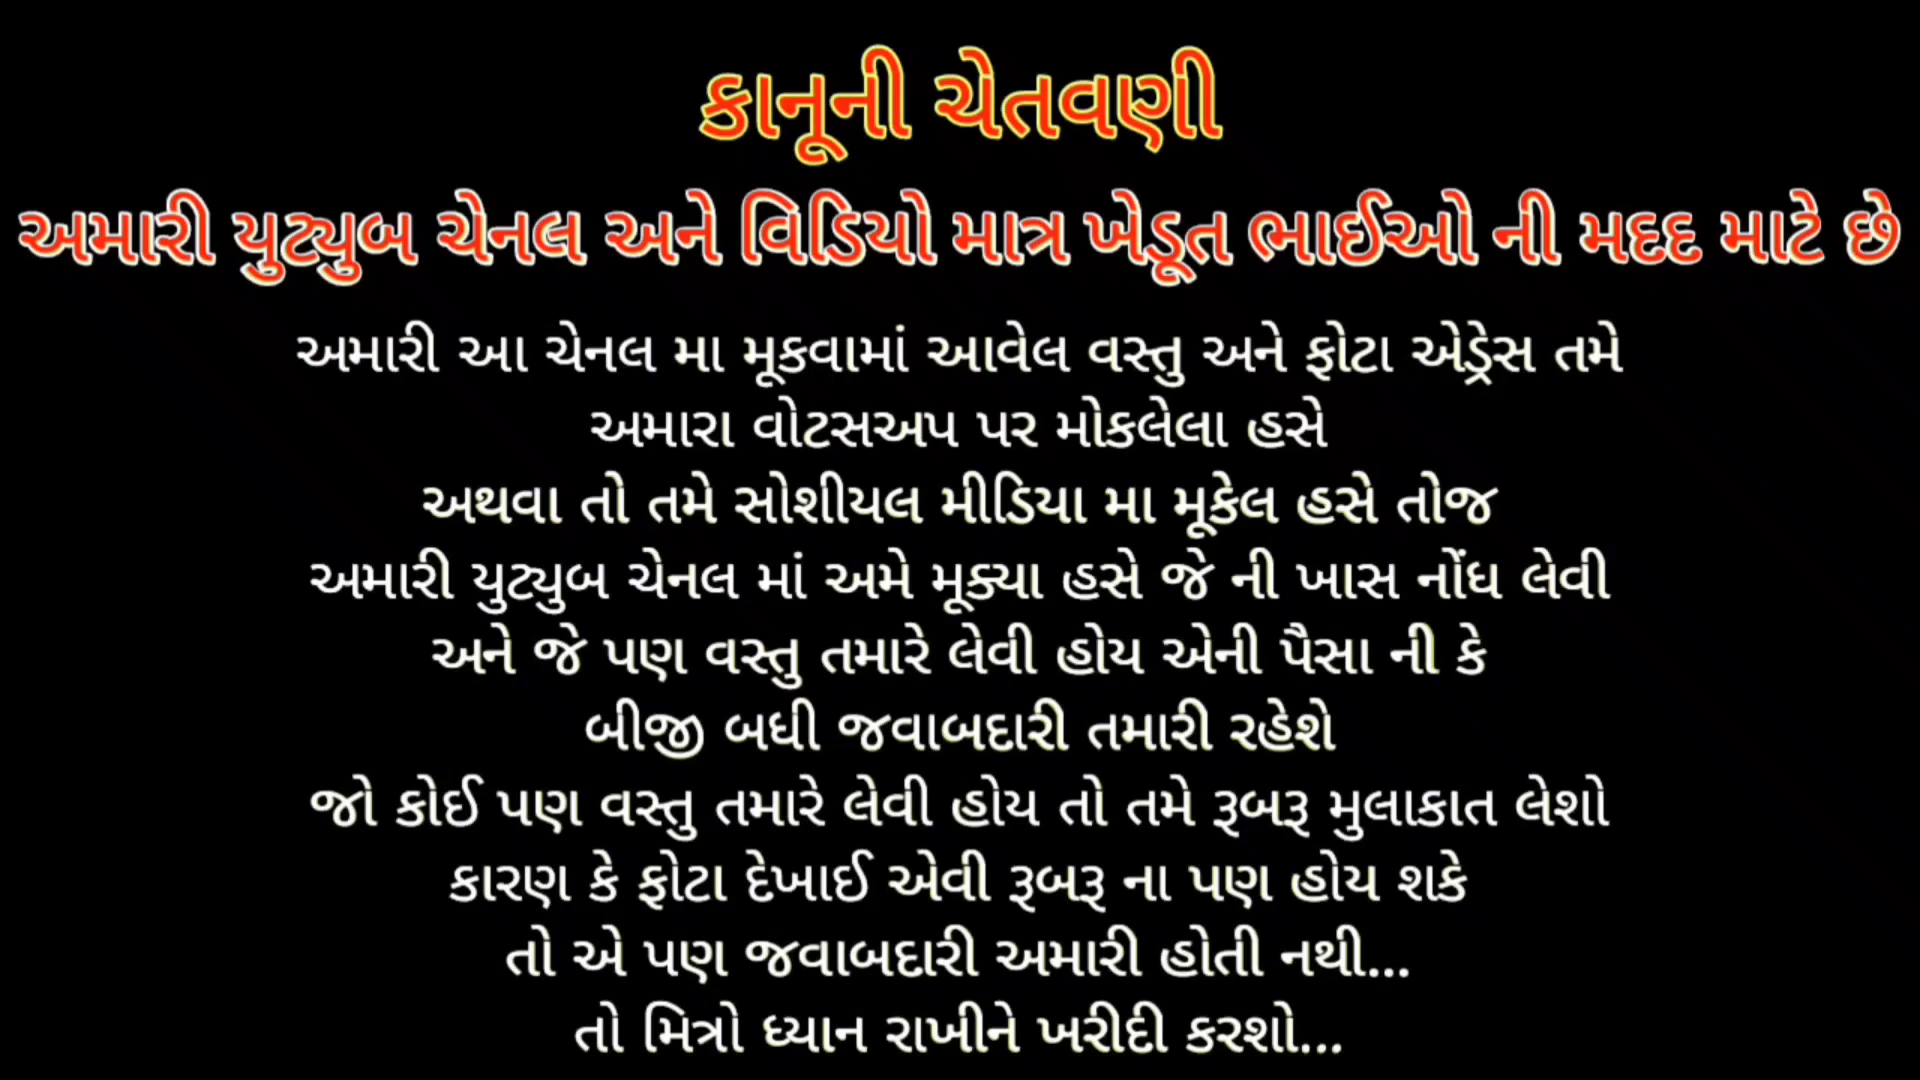 કાનૂની ચેતવણી
અમારી યુટ્યુબ ચેનલ અને વિડિયો માત્ર ખેડૂત ભાઈઓ ની મદદ માટે છે
અમારી આ ચેનલ મા મૂકવામાં આવેલ વસ્તુ અને ફોટા એડ્રેસ તમે
અમારા વોટસઅપ પર મોકલેલા હસે
અથવા તો તમે સોશીયલ મીડિયા મા મૂકેલ હસે તોજ
અમારી યુટ્યુબ ચેનલ માં અમે મૂક્યા હસે જે ની ખાસ નોંધ લેવી
અને જે પણ વસ્તુ તમારે લેવી હોય એની પૈસા ની કે
બીજી બધી જવાબદારી તમારી રહેશે
જો કોઈ પણ વસ્તુ તમારે લેવી હોય તો તમે રૂબરૂ મુલાકાત લેશો
કારણ કે ફોટા દેખાઈ એવી રૂબરૂ ના પણ હોય શકે
તો એ પણ જવાબદારી અમારી હોતી નથી...
તો મિત્રો ધ્યાન રાખીને ખરીદી કરશો...